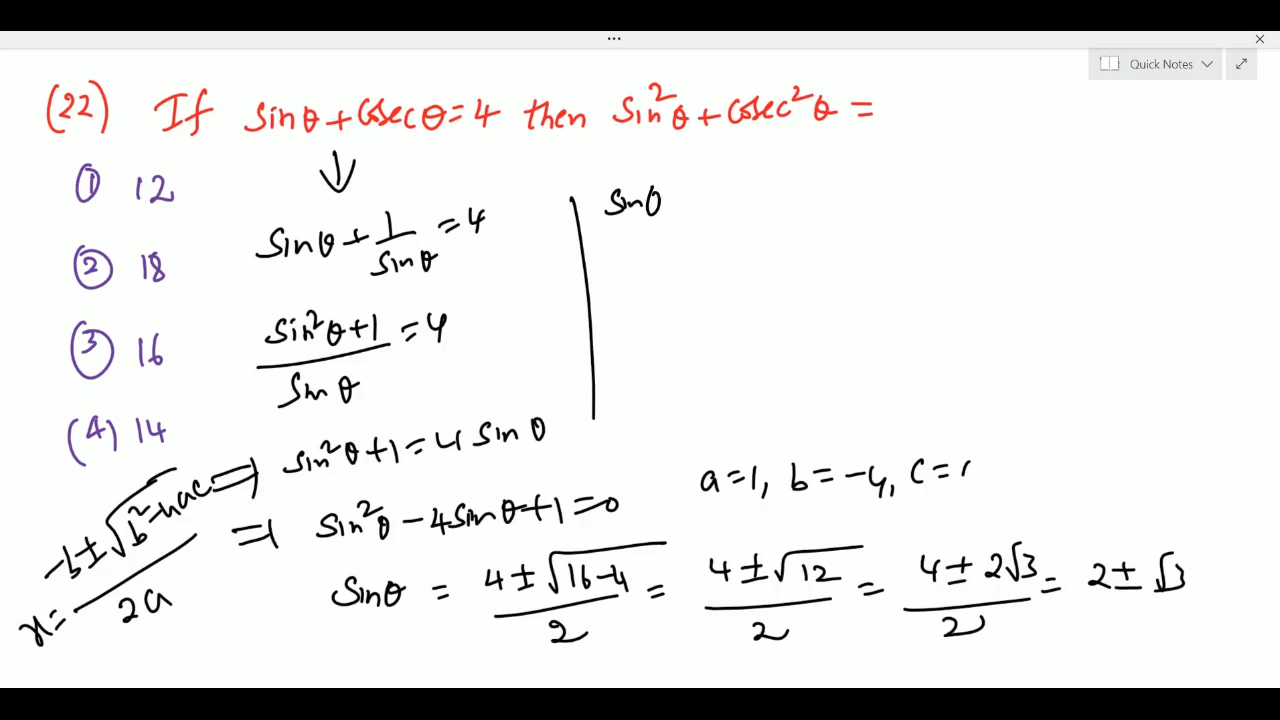 Quick Notes
(22) If sinθ + cosecθ = 4 then sin²θ + cosec²θ =
① 12
② 18
③ 16
(4) 14
sinθ + 1/sinθ = 4
(sin²θ+1)/sinθ = 4
⇒ sin²θ+1 = 4 sinθ
⇒ sin²θ − 4sinθ + 1 = 0
sinθ = (4 ± √(16−4))/2 = (4 ± √12)/2 = (4 ± 2√3)/2 = 2 ± √3
x = (−b ± √(b²−4ac))/2a
sinθ
a = 1, b = −4, c =